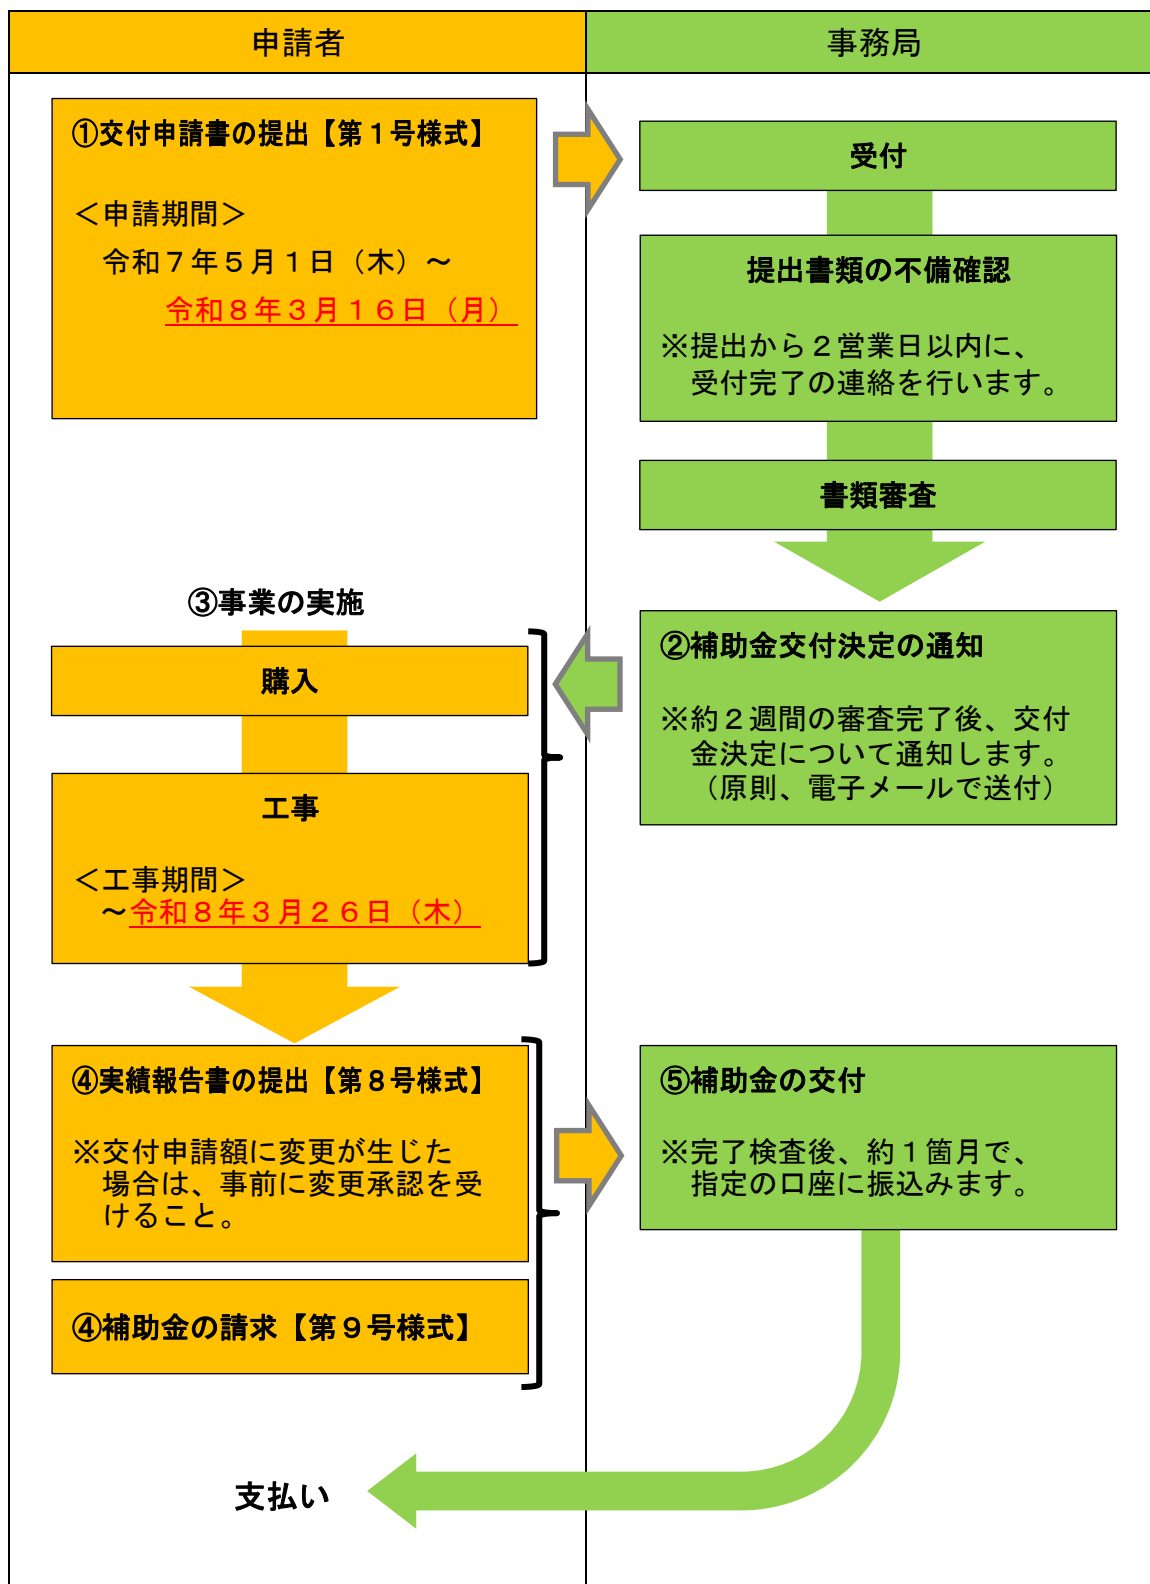 申請者
事務局
①交付申請書の提出【第１号様式】
＜申請期間＞
令和７年５月１日（木）～
令和８年３月１６日（月）
受付
提出書類の不備確認
※提出から２営業日以内に、
受付完了の連絡を行います。
書類審査
②補助金交付決定の通知
※約２週間の審査完了後、交付
金決定について通知します。
（原則、電子メールで送付）
③事業の実施
購入
工事
＜工事期間＞
～令和８年３月２６日（木）
④実績報告書の提出【第８号様式】
※交付申請額に変更が生じた
場合は、事前に変更承認を受
けること。
④補助金の請求【第９号様式】
⑤補助金の交付
※完了検査後、約１箇月で、
指定の口座に振込みます。
支払い